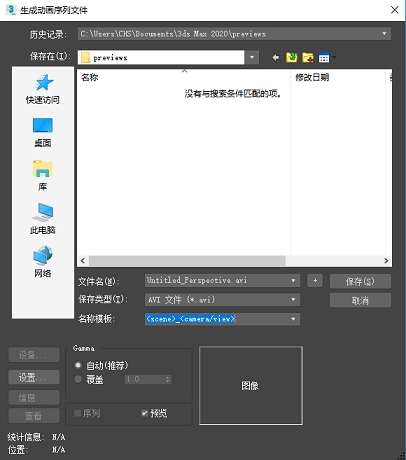 生成动画序列文件
历史记录: C:\Users\CHS\Documents\3ds Max 2020\previews
保存在(I): previews
名称 修改日期
没有与搜索条件匹配的项。
快速访问
桌面
库
此电脑
网络
文件名(N): Untitled_Perspective.avi + 保存(S)
保存类型(T): AVI 文件 (*.avi) 取消
名称模板: <scene>_<camera/view>
设备...
设置...
信息...
查看
Gamma
自动(推荐)
覆盖 1.0
序列 预览
图像
统计信息: N/A
位置: N/A